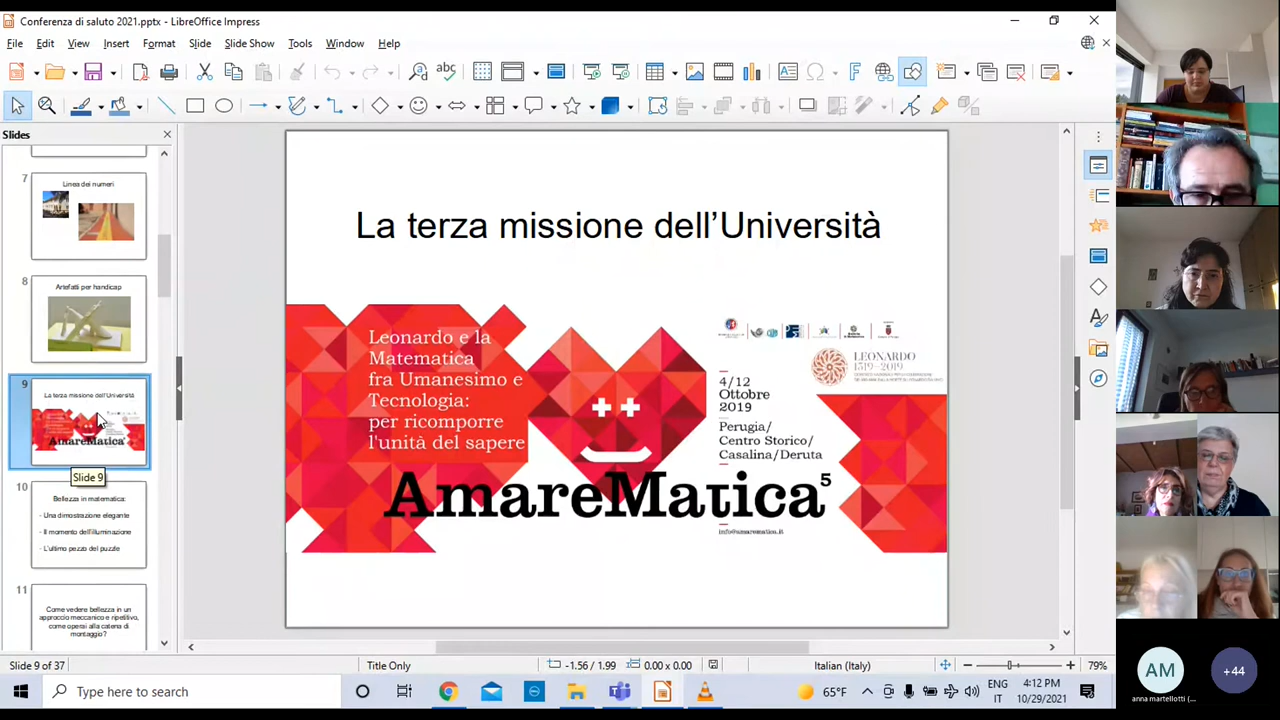 Conferenza di saluto 2021.pptx - LibreOffice Impress
File Edit View Insert Format Slide Slide Show Tools Window Help
Slides
7
Linea dei numeri
8
Artefatti per handicap
9
La terza missione dell'Università
AmareMatica
Slide 9
10
Bellezza in matematica:
- Una dimostrazione elegante
- Il momento dell'illuminazione
- L'ultimo pezzo del puzzle
11
Come vedere bellezza in un
approccio meccanico e ripetitivo,
come operai alla catena di
montaggio?
La terza missione dell'Università
Leonardo e la
Matematica
fra Umanesimo e
Tecnologia:
per ricomporre
l'unità del sapere
LEONARDO
1519-2019
4/12
Ottobre
2019
Perugia/
Centro Storico/
Casalina/Deruta
AmareMatica5
info@amarematica.it
AM
anna martellotti (...
+44
Slide 9 of 37
Title Only
-1.56 / 1.99
0.00 x 0.00
Italian (Italy)
79%
Type here to search
65°F
ENG
IT
4:12 PM
10/29/2021